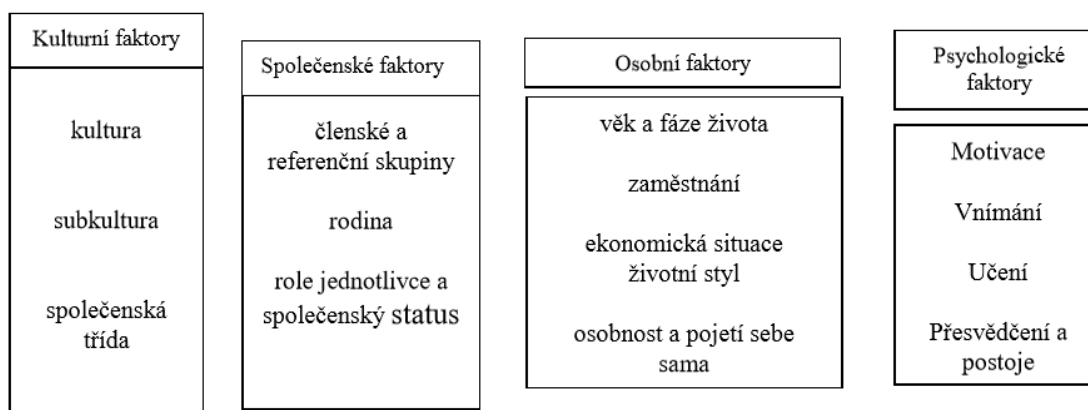 Kulturní faktory
kultura
subkultura
společenská
třída
Společenské faktory
členské a
referenční skupiny
rodina
role jednotlivce a
společenský status
Osobní faktory
věk a fáze života
zaměstnání
ekonomická situace
životní styl
osobnost a pojetí sebe
sama
Psychologické
faktory
Motivace
Vnímání
Učení
Přesvědčení a
postoje